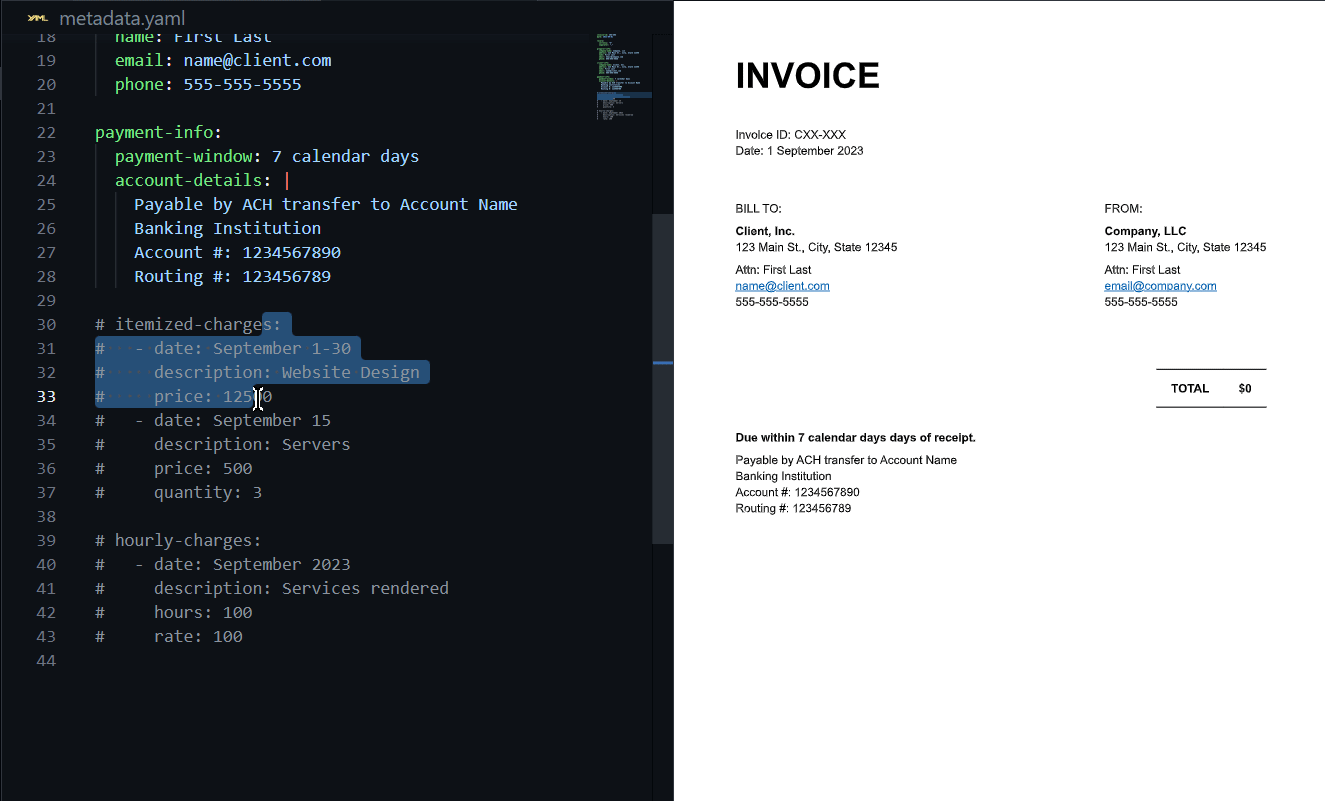 YAML metadata.yaml
18 name: First Last
19 email: name@client.com
20 phone: 555-555-5555
21
22 payment-info:
23 payment-window: 7 calendar days
24 account-details: |
25 Payable by ACH transfer to Account Name
26 Banking Institution
27 Account #: 1234567890
28 Routing #: 123456789
29
30 # itemized-charges:
31 # - date: September 1-30
32 # description: Website Design
33 # price: 12500
34 # - date: September 15
35 # description: Servers
36 # price: 500
37 # quantity: 3
38
39 # hourly-charges:
40 # - date: September 2023
41 # description: Services rendered
42 # hours: 100
43 # rate: 100
44
INVOICE
Invoice ID: CXX-XXX
Date: 1 September 2023
BILL TO:
Client, Inc.
123 Main St., City, State 12345
Attn: First Last
name@client.com
555-555-5555
FROM:
Company, LLC
123 Main St., City, State 12345
Attn: First Last
email@company.com
555-555-5555
TOTAL $0
Due within 7 calendar days days of receipt.
Payable by ACH transfer to Account Name
Banking Institution
Account #: 1234567890
Routing #: 123456789